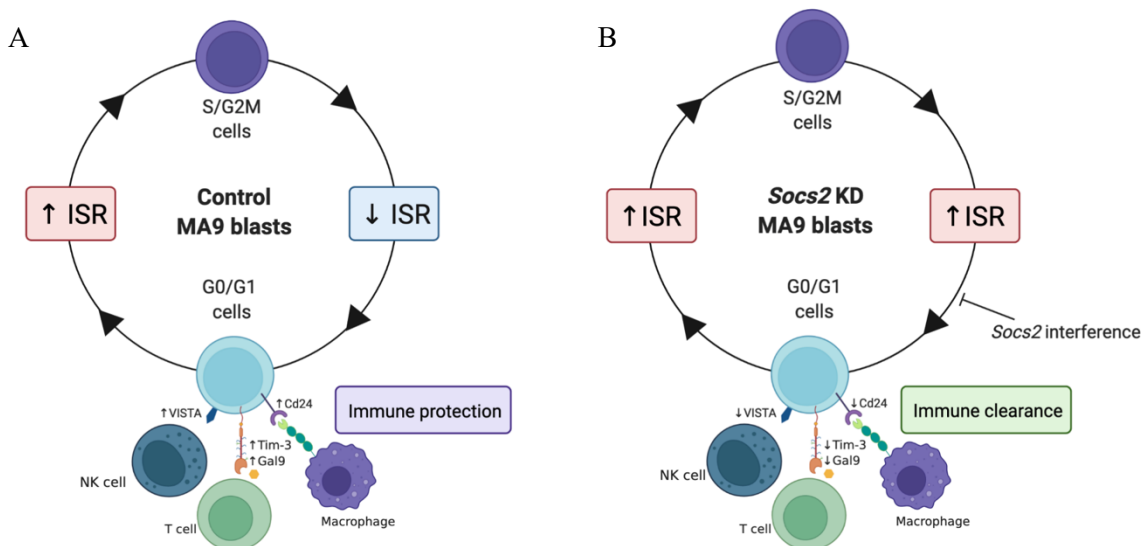 A
S/G2M
cells
↑ ISR
Control
MA9 blasts
↓ ISR
G0/G1
cells
↑VISTA
↑Cd24
Immune protection
↑Tim-3
↑Gal9
NK cell
T cell
Macrophage
B
S/G2M
cells
↑ISR
Socs2 KD
MA9 blasts
↑ISR
G0/G1
cells
Socs2 interference
↓VISTA
↓Cd24
Immune clearance
↓Tim-3
↓Gal9
NK cell
T cell
Macrophage